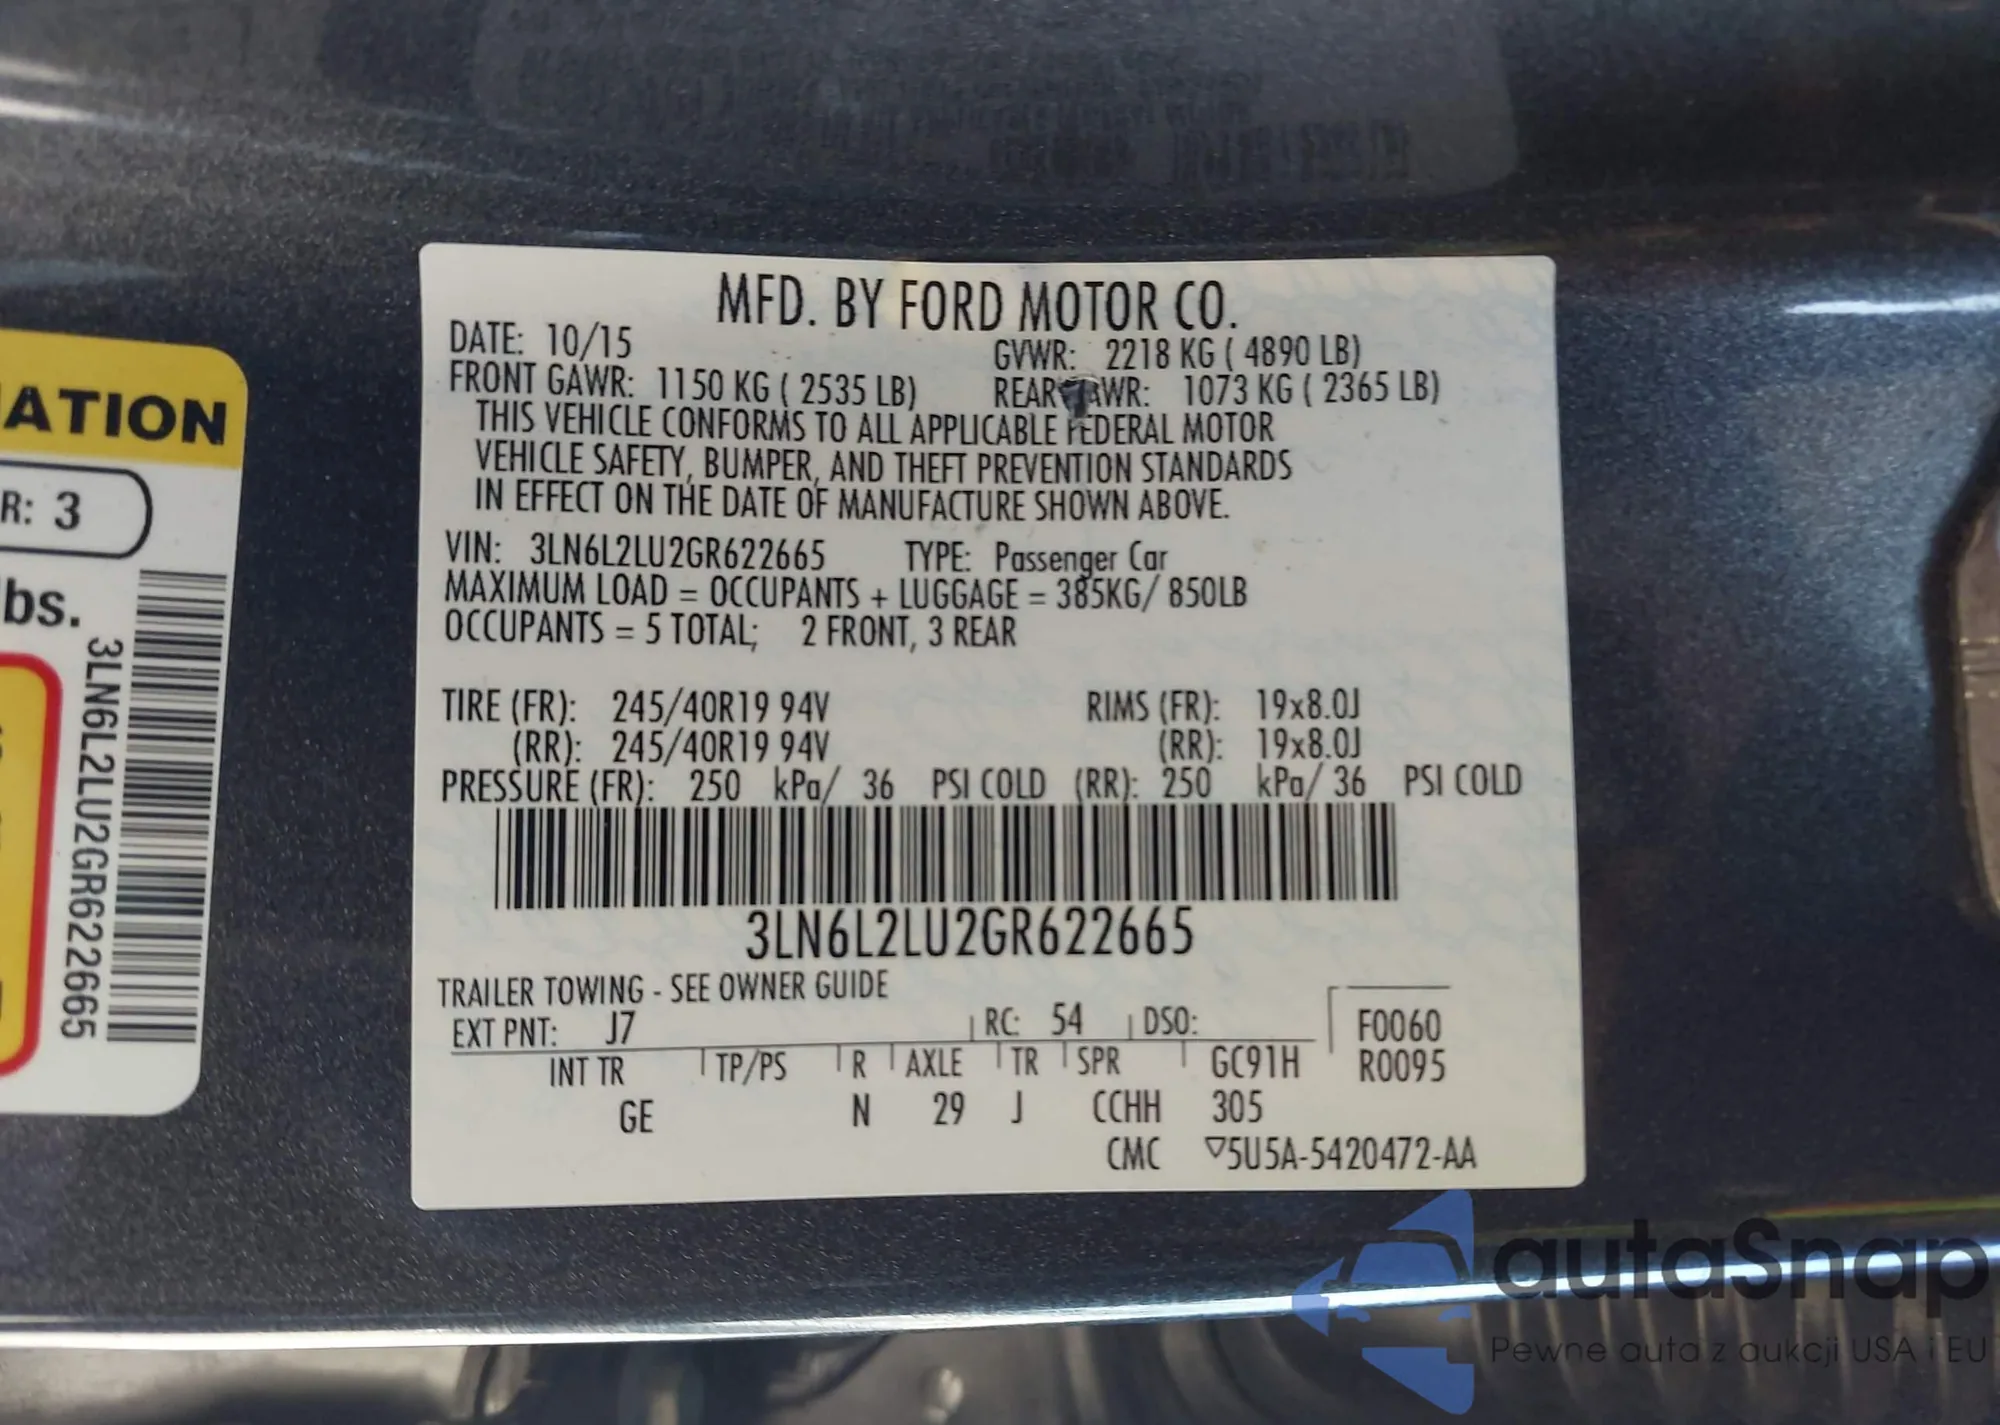 MFD. BY FORD MOTOR CO.
DATE: 10/15
GVWR: 2218 KG ( 4890 LB)
FRONT GAWR: 1150 KG ( 2535 LB) REAR AWR: 1073 KG ( 2365 LB)
THIS VEHICLE CONFORMS TO ALL APPLICABLE FEDERAL MOTOR
VEHICLE SAFETY, BUMPER, AND THEFT PREVENTION STANDARDS
IN EFFECT ON THE DATE OF MANUFACTURE SHOWN ABOVE.
VIN: 3LN6L2LU2GR622665 TYPE: Passenger Car
MAXIMUM LOAD = OCCUPANTS + LUGGAGE = 385KG/ 850LB
OCCUPANTS = 5 TOTAL; 2 FRONT, 3 REAR
TIRE (FR): 245/40R19 94V RIMS (FR): 19x8.0J
(RR): 245/40R19 94V (RR): 19x8.0J
PRESSURE (FR): 250 kPa/ 36 PSI COLD (RR): 250 kPa/ 36 PSI COLD
3LN6L2LU2GR622665
TRAILER TOWING - SEE OWNER GUIDE
EXT PNT: J7 RC: 54 DSO: F0060
INT TR TP/PS R AXLE TR SPR GC91H R0095
GE N 29 J CCHH 305
CMC ▽5U5A-5420472-AA
ATION
R: 3
bs.
3LN6L2LU2GR622665
autaSnap
Pewne auta z aukcji USA i EU